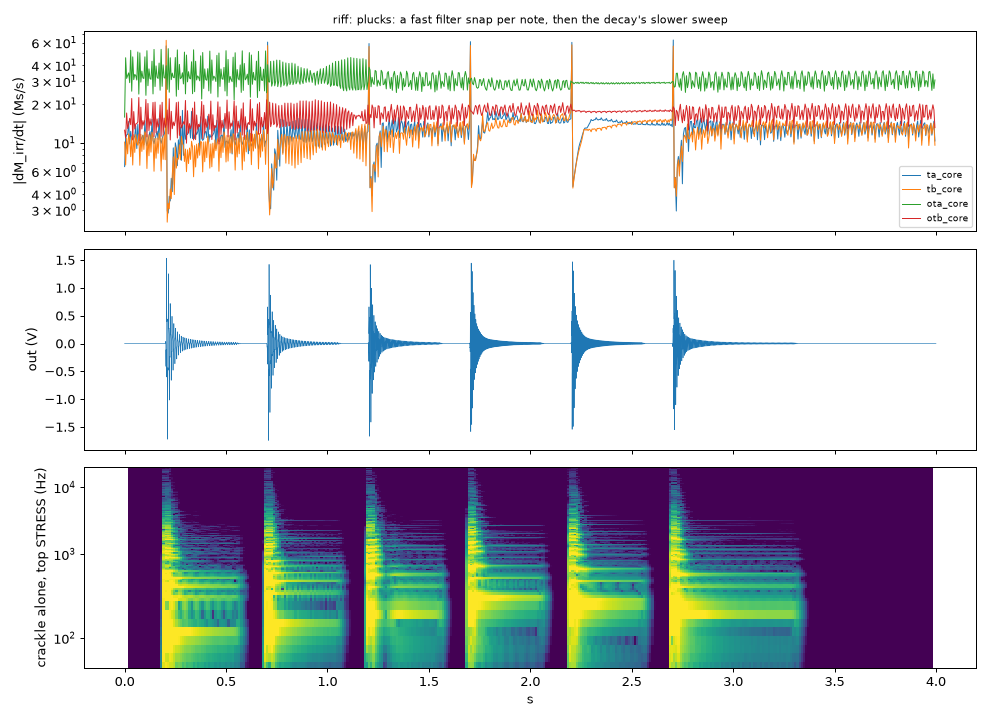 riff: plucks: a fast filter snap per note, then the decay's slower sweep
|dM_irr/dt| (Ms/s)
6 × 10¹
4 × 10¹
3 × 10¹
2 × 10¹
10¹
6 × 10⁰
4 × 10⁰
3 × 10⁰
ta_core
tb_core
ota_core
otb_core
out (V)
1.5
1.0
0.5
0.0
−0.5
−1.0
−1.5
crackle alone, top STRESS (Hz)
10⁴
10³
10²
0.0 0.5 1.0 1.5 2.0 2.5 3.0 3.5 4.0
s